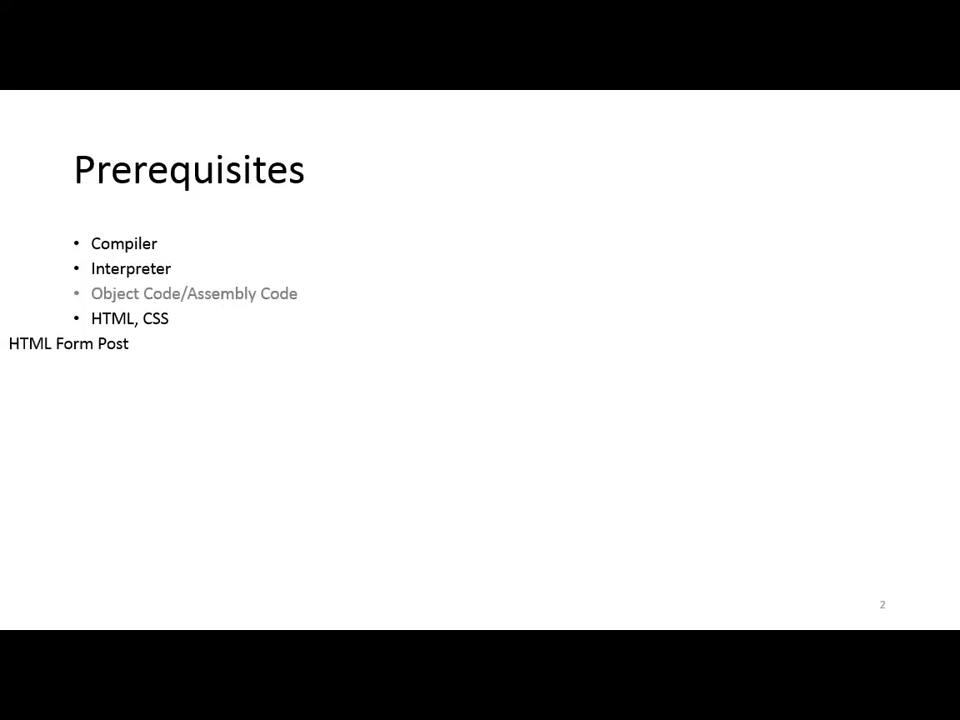 Prerequisites
• Compiler
• Interpreter
• Object Code/Assembly Code
• HTML, CSS
HTML Form Post
2